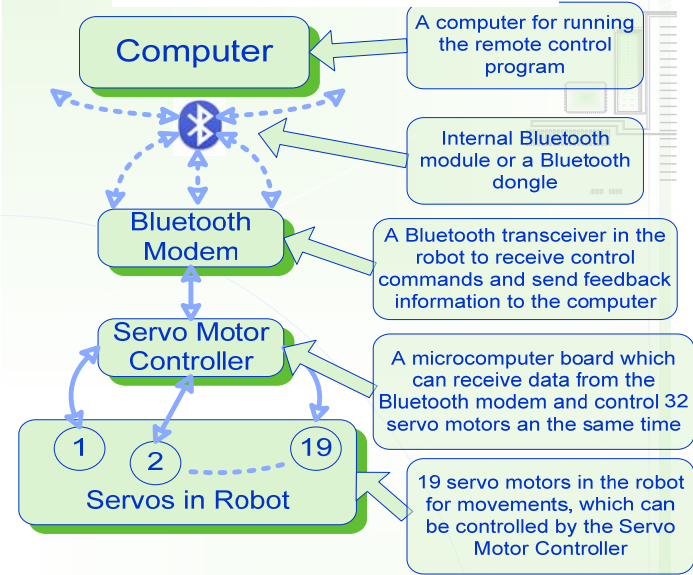 Computer
A computer for running
the remote control
program
Internal Bluetooth
module or a Bluetooth
dongle
Bluetooth
Modem
A Bluetooth transceiver in the
robot to receive control
commands and send feedback
information to the computer
Servo Motor
Controller
A microcomputer board which
can receive data from the
Bluetooth modem and control 32
servo motors an the same time
1
2
19
Servos in Robot
19 servo motors in the robot
for movements, which can
be controlled by the Servo
Motor Controller